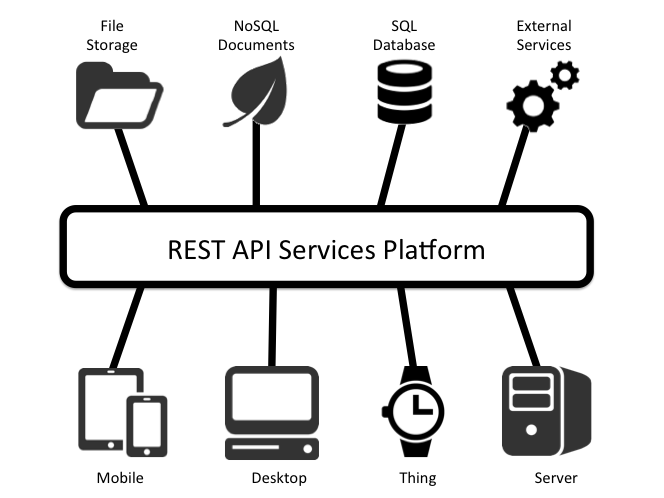 File
Storage
NoSQL
Documents
SQL
Database
External
Services
REST API Services Platform
Mobile
Desktop
Thing
Server